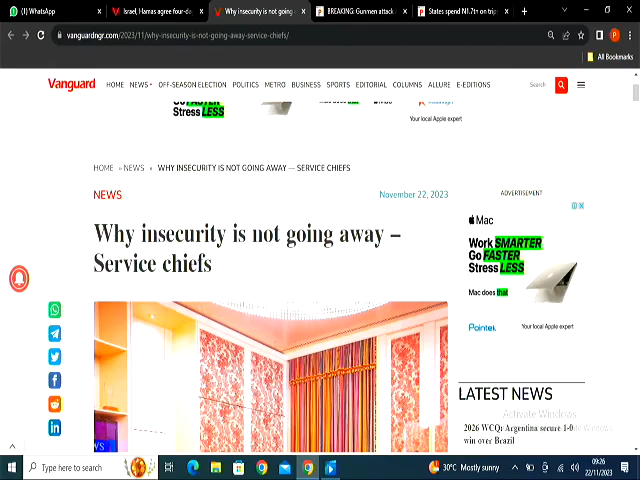 (1) WhatsApp
Israel, Hamas agree four-da
Why insecurity is not going
BREAKING: Gunmen attack
States spend N1.7tn on trip
vanguardngr.com/2023/11/why-insecurity-is-not-going-away-service-chiefs/
All Bookmarks
Vanguard
HOME NEWS OFF-SEASON ELECTION POLITICS METRO BUSINESS SPORTS EDITORIAL COLUMNS ALLURE E-EDITIONS
Search
Go FASTER
Stress LESS
Your local Apple expert
HOME » NEWS » WHY INSECURITY IS NOT GOING AWAY — SERVICE CHIEFS
NEWS
November 22, 2023
Why insecurity is not going away –
Service chiefs
ADVERTISEMENT
Mac
Work SMARTER
Go FASTER
Stress LESS
Mac does that
Pointek
Your local Apple expert
LATEST NEWS
Activate Windows
2026 WCQ: Argentina secure 1-0
win over Brazil
Type here to search
30°C Mostly sunny
09:26
22/11/2023